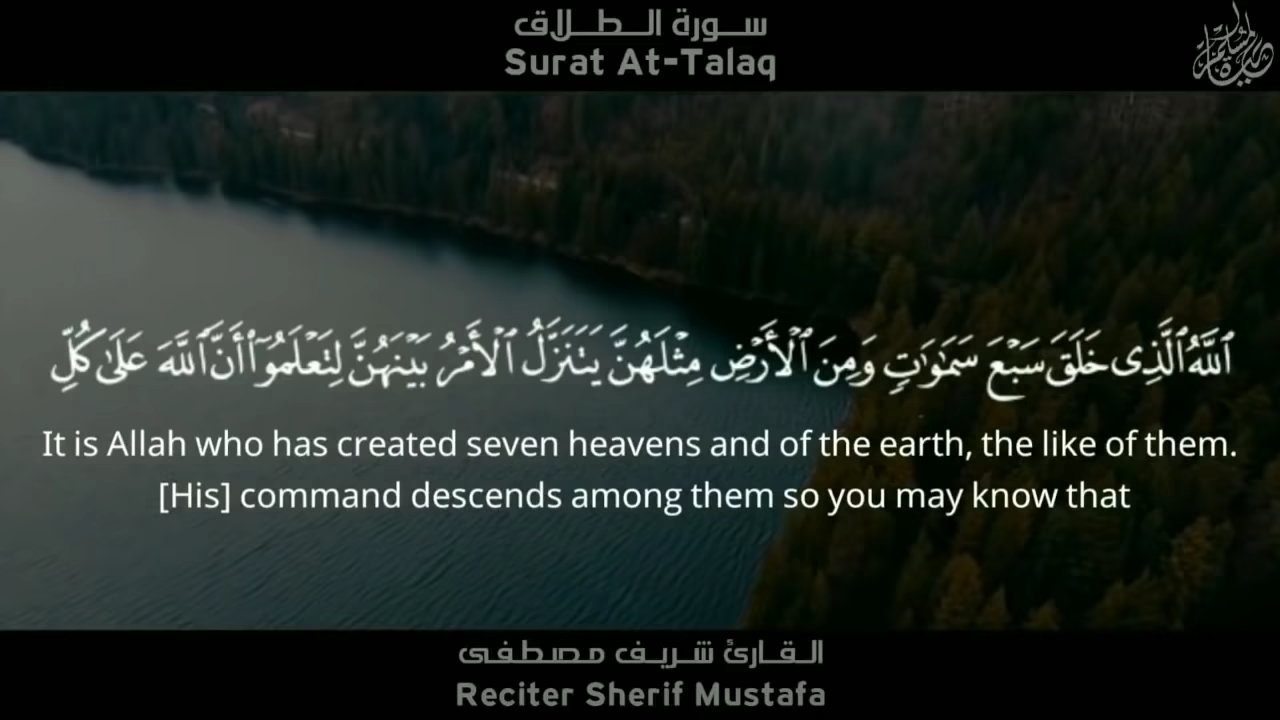 سورة الطلاق
Surat At-Talaq
ٱللَّهُ ٱلَّذِى خَلَقَ سَبْعَ سَمَٰوَٰتٍ وَمِنَ ٱلْأَرْضِ مِثْلَهُنَّ يَتَنَزَّلُ ٱلْأَمْرُ بَيْنَهُنَّ لِتَعْلَمُوٓا۟ أَنَّ ٱللَّهَ عَلَىٰ كُلِّ
It is Allah who has created seven heavens and of the earth, the like of them.
[His] command descends among them so you may know that
القارئ شريف مصطفى
Reciter Sherif Mustafa